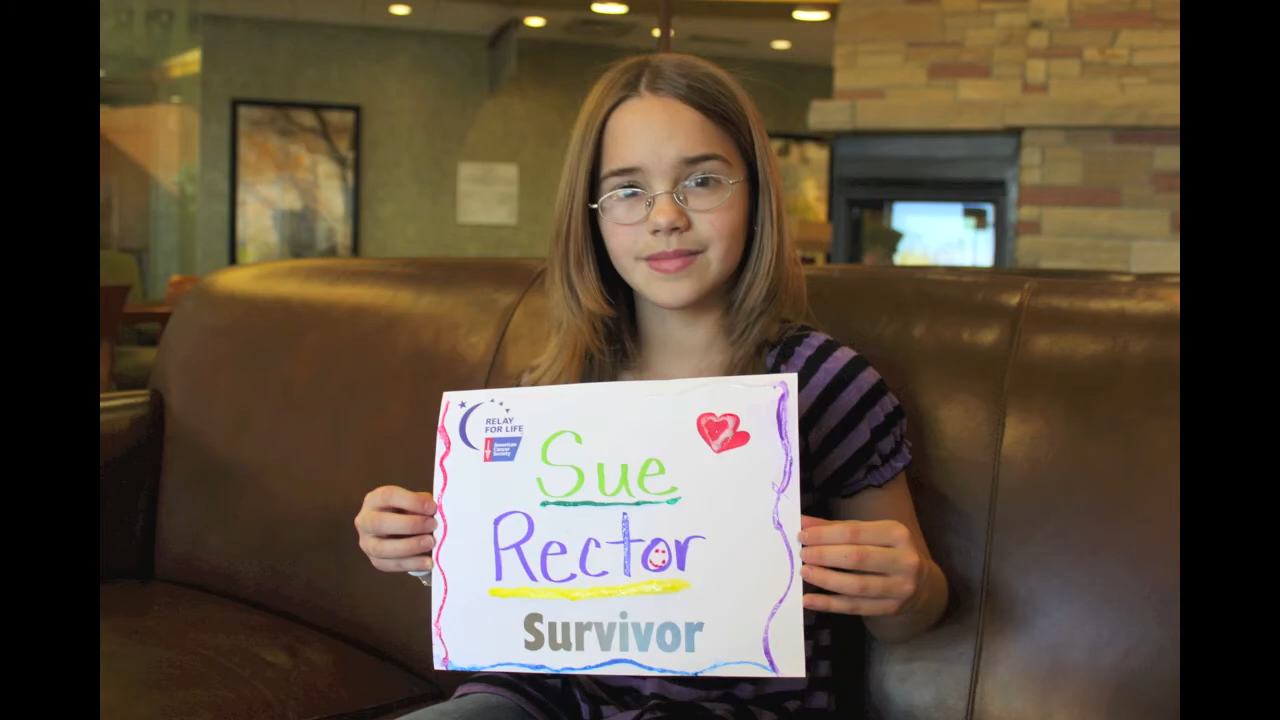 RELAY
FOR LIFE
American
Cancer
Society
Sue
Rector
Survivor